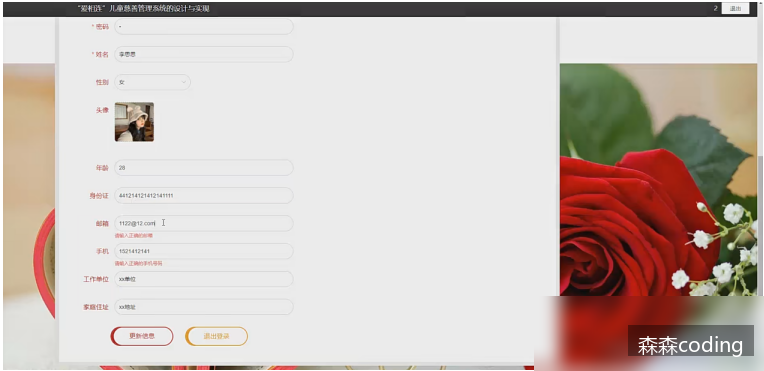 “爱相连”儿童慈善管理系统的设计与实现
2 退出
* 密码
* 姓名 李思思
性别 女
头像
年龄 28
身份证 441214121412141111
邮箱 1122@12.com
请输入正确的邮箱
手机 1521412141
请输入正确的手机号码
工作单位 xx单位
家庭住址 xx地址
更新信息 退出登录
森森coding